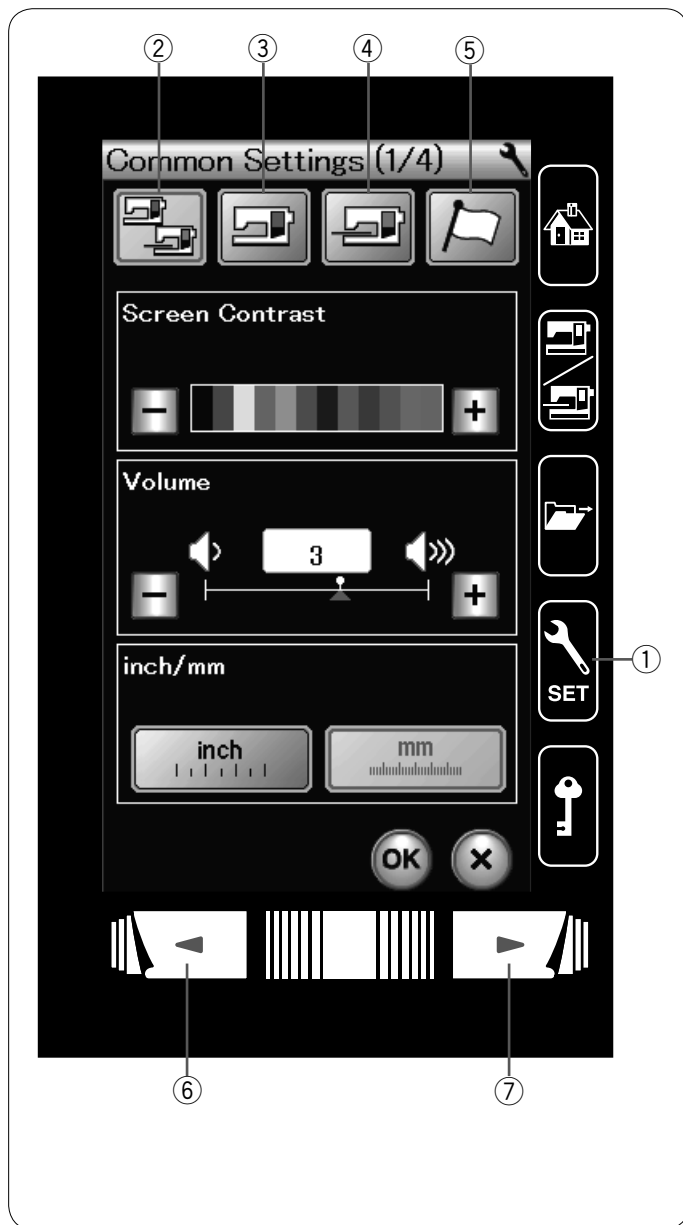 ② ③ ④ ⑤
Common Settings (1/4)
Screen Contrast
− +
Volume
3
− +
①
SET
inch/mm
inch mm
OK ×
⑥ ⑦